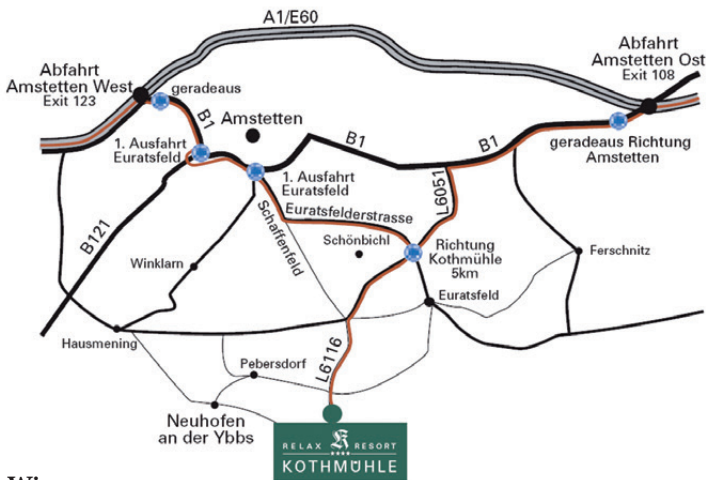 A1/E60
Abfahrt
Amstetten West
Exit 123
geradeaus
Abfahrt
Amstetten Ost
Exit 108
B1
Amstetten
B1
B1
geradeaus Richtung
Amstetten
1. Ausfahrt
Euratsfeld
1. Ausfahrt
Euratsfeld
L6051
Euratsfelderstrasse
Schaffenfeld
B121
Schönbichl
Richtung
Kothmühle
5km
Ferschnitz
Winklarn
Euratsfeld
Hausmening
L6116
Pebersdorf
Neuhofen
an der Ybbs
RELAX R RESORT
KOTHMÜHLE